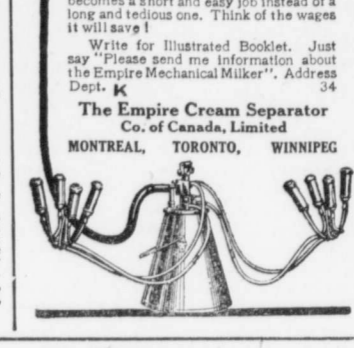 becomes a short and easy job instead of a
long and tedious one. Think of the wages
it will save!
Write for Illustrated Booklet. Just
say "Please send me information about
the Empire Mechanical Milker". Address
Dept. K 34
The Empire Cream Separator
Co. of Canada, Limited
MONTREAL, TORONTO, WINNIPEG